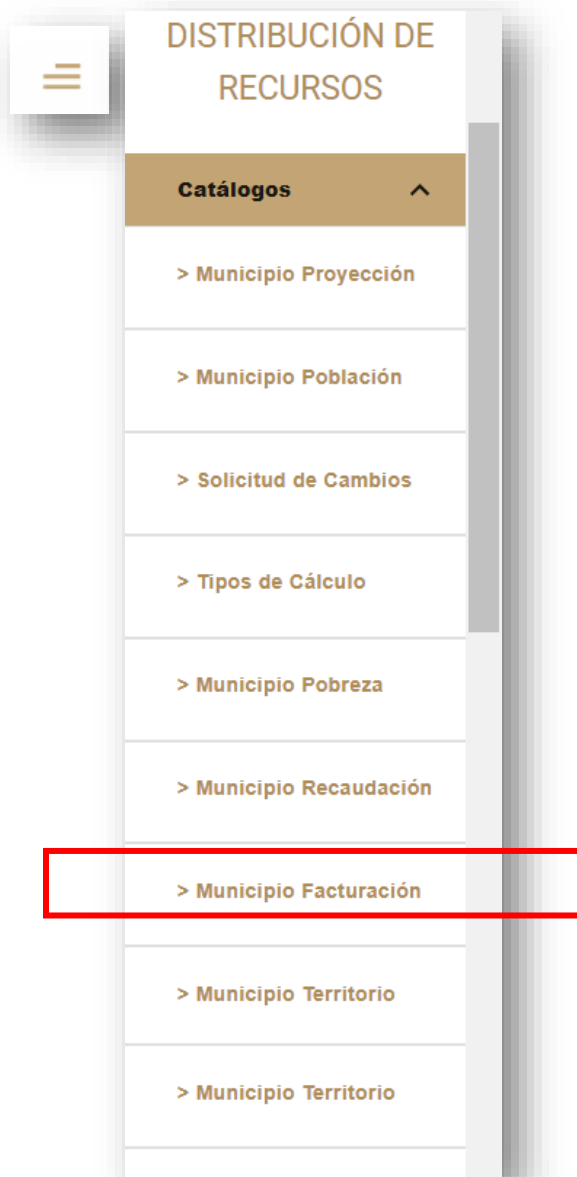 DISTRIBUCIÓN DE
RECURSOS
Catálogos
> Municipio Proyección
> Municipio Población
> Solicitud de Cambios
> Tipos de Cálculo
> Municipio Pobreza
> Municipio Recaudación
> Municipio Facturación
> Municipio Territorio
> Municipio Territorio